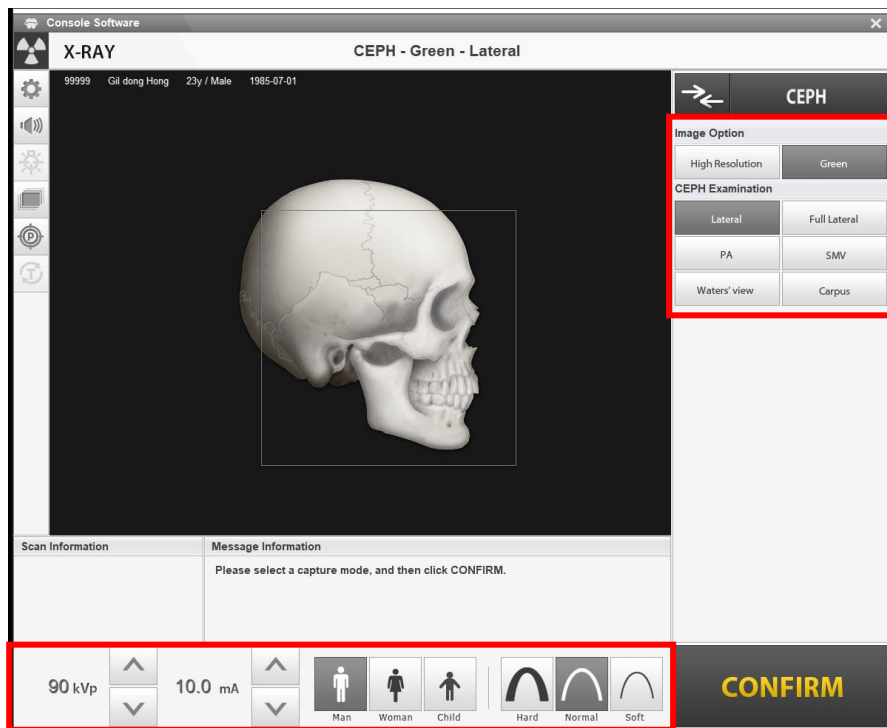 Console Software
X-RAY
CEPH - Green - Lateral
99999 Gil dong Hong 23y / Male 1985-07-01
CEPH
Image Option
High Resolution Green
CEPH Examination
Lateral Full Lateral
PA SMV
Waters' view Carpus
P
T
Scan Information Message Information
Please select a capture mode, and then click CONFIRM.
90 kVp 10.0 mA
Man Woman Child Hard Normal Soft
CONFIRM